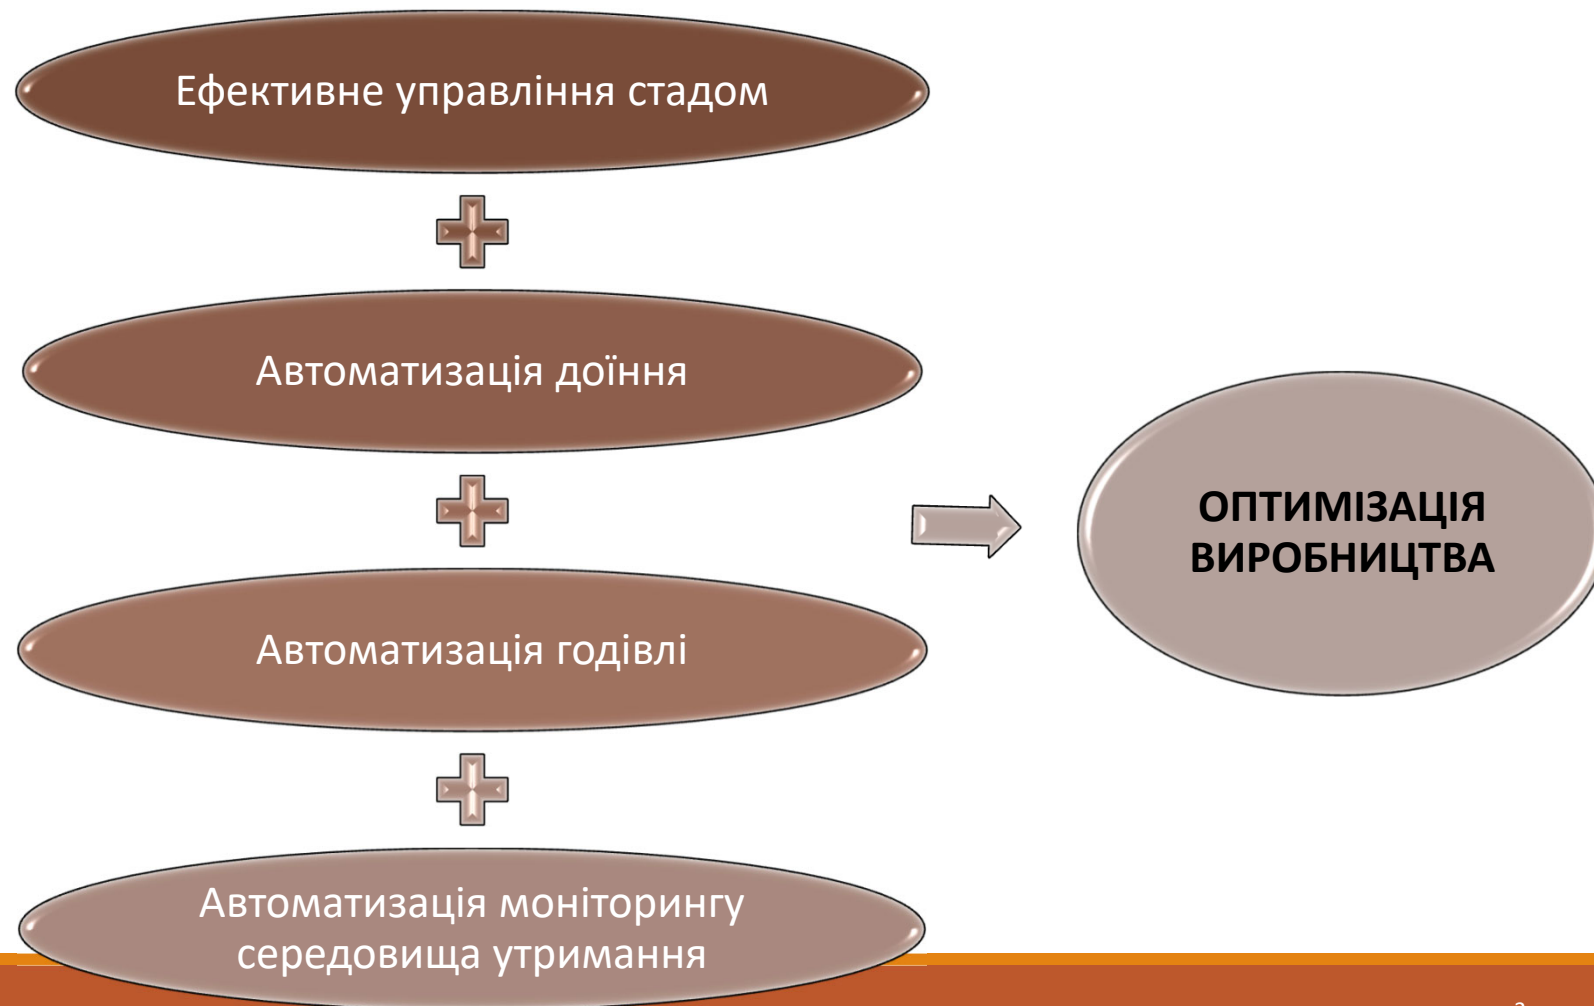 Ефективне управління стадом
Автоматизація доїння
Автоматизація годівлі
Автоматизація моніторингу
середовища утримання
ОПТИМІЗАЦІЯ
ВИРОБНИЦТВА